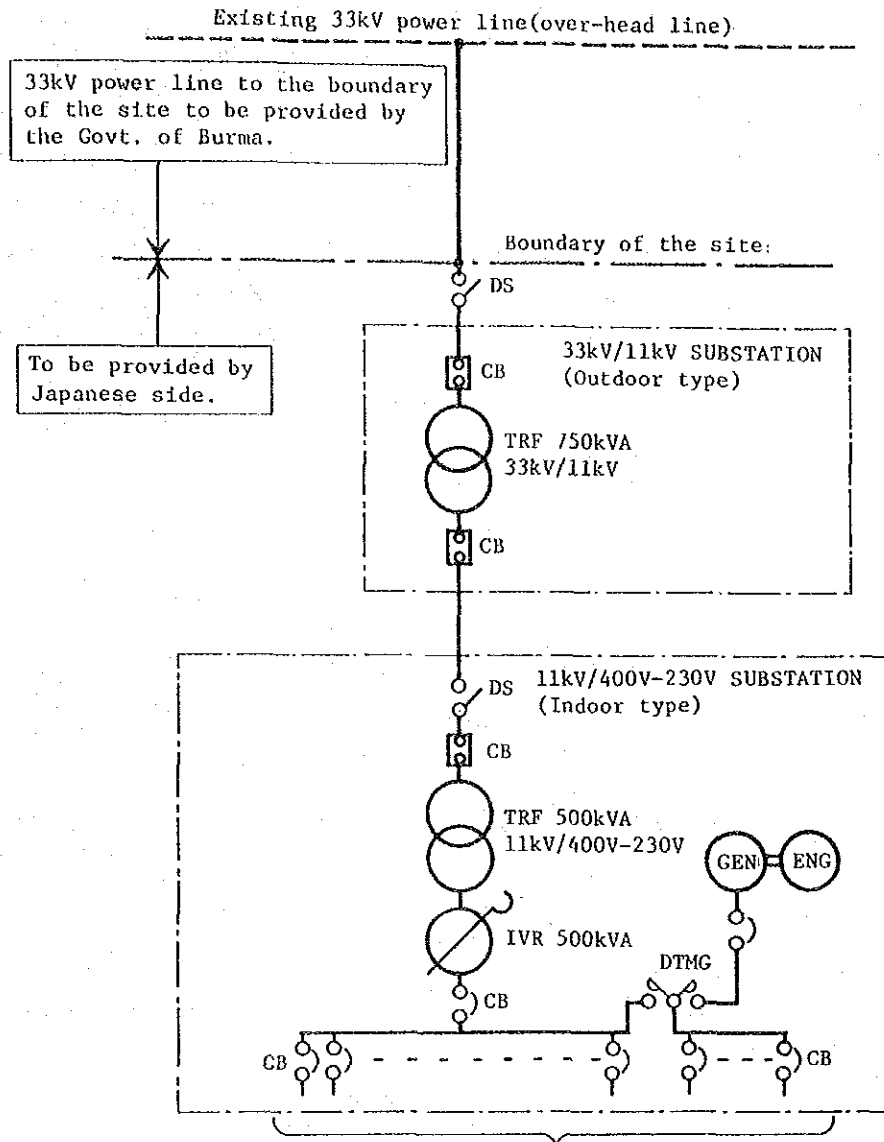 Existing 33kV power line(over-head line)
33kV power line to the boundary
of the site to be provided by
the Govt. of Burma.
Boundary of the site:
DS
To be provided by
Japanese side.
33kV/11kV SUBSTATION
(Outdoor type)
CB
TRF 750kVA
33kV/11kV
CB
11kV/400V-230V SUBSTATION
(Indoor type)
DS
CB
TRF 500kVA
11kV/400V-230V
GEN
ENG
IVR 500kVA
DTMG
CB
CB
CB